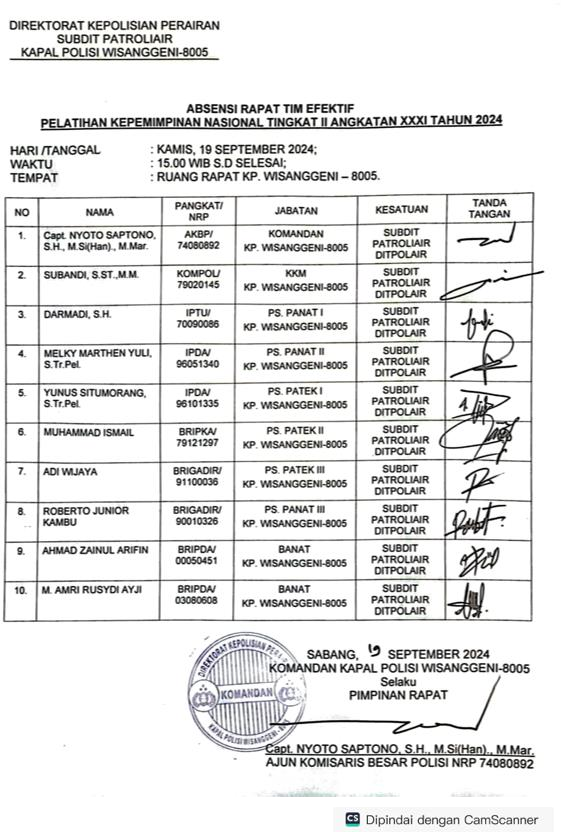 DIREKTORAT KEPOLISIAN PERAIRAN
SUBDIT PATROLIAIR
KAPAL POLISI WISANGGENI-8005
ABSENSI RAPAT TIM EFEKTIF
PELATIHAN KEPEMIMPINAN NASIONAL TINGKAT II ANGKATAN XXXI TAHUN 2024
HARI /TANGGAL : KAMIS, 19 SEPTEMBER 2024;
WAKTU : 15.00 WIB S.D SELESAI;
TEMPAT : RUANG RAPAT KP. WISANGGENI – 8005.
NO NAMA PANGKAT/ NRP JABATAN KESATUAN TANDA TANGAN
1. Capt. NYOTO SAPTONO, AKBP/ KOMANDAN SUBDIT
S.H., M.Si(Han)., M.Mar. 74080892 KP. WISANGGENI-8005 PATROLIAIR
DITPOLAIR
2. SUBANDI, S.ST.,M.M. KOMPOL/ KKM SUBDIT
79020145 KP. WISANGGENI-8005 PATROLIAIR
DITPOLAIR
3. DARMADI, S.H. IPTU/ PS. PANAT I SUBDIT
70090086 KP. WISANGGENI-8005 PATROLIAIR
DITPOLAIR
4. MELKY MARTHEN YULI, IPDA/ PS. PANAT II SUBDIT
S.Tr.Pel. 96051340 KP. WISANGGENI-8005 PATROLIAIR
DITPOLAIR
5. YUNUS SITUMORANG, IPDA/ PS. PATEK I SUBDIT
S.Tr.Pel. 96101335 KP. WISANGGENI-8005 PATROLIAIR
DITPOLAIR
6. MUHAMMAD ISMAIL BRIPKA/ PS. PATEK II SUBDIT
79121297 KP. WISANGGENI-8005 PATROLIAIR
DITPOLAIR
7. ADI WIJAYA BRIGADIR/ PS. PATEK III SUBDIT
91100036 KP. WISANGGENI-8005 PATROLIAIR
DITPOLAIR
8. ROBERTO JUNIOR BRIGADIR/ PS. PANAT III SUBDIT
KAMBU 90010326 KP. WISANGGENI-8005 PATROLIAIR
DITPOLAIR
9. AHMAD ZAINUL ARIFIN BRIPDA/ BANAT SUBDIT
00050451 KP. WISANGGENI-8005 PATROLIAIR
DITPOLAIR
10. M. AMRI RUSYDI AYJI BRIPDA/ BANAT SUBDIT
03080608 KP. WISANGGENI-8005 PATROLIAIR
DITPOLAIR
SABANG, 19 SEPTEMBER 2024
KOMANDAN KAPAL POLISI WISANGGENI-8005
Selaku
PIMPINAN RAPAT
DIREKTORAT KEPOLISIAN
KOMANDAN
KAPAL POLISI WISANGGENI - 8005
Capt. NYOTO SAPTONO, S.H., M.Si(Han)., M.Mar.
AJUN KOMISARIS BESAR POLISI NRP 74080892
CS Dipindai dengan CamScanner